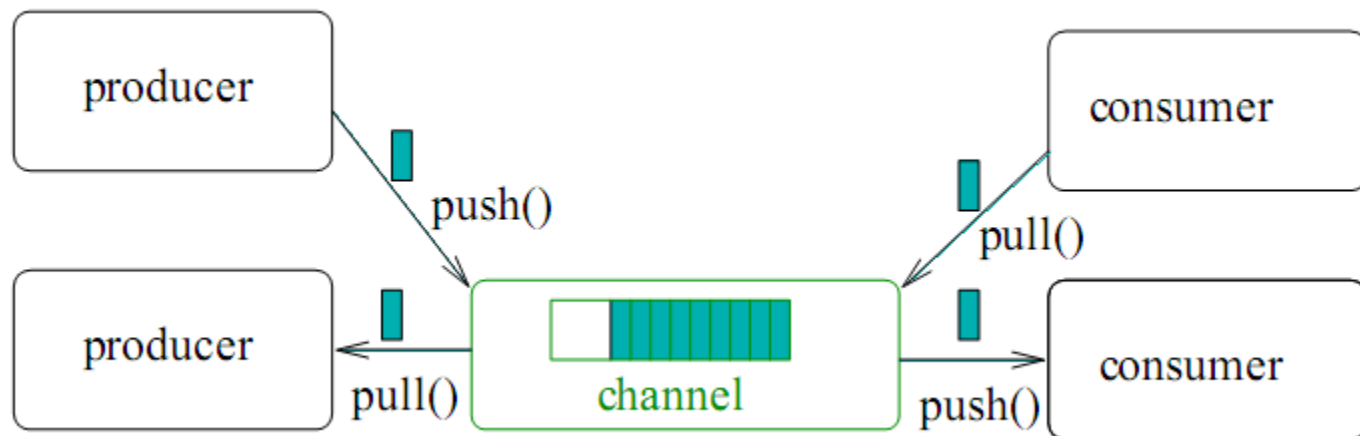 producer
consumer
push()
pull()
producer
consumer
pull()
channel
push()